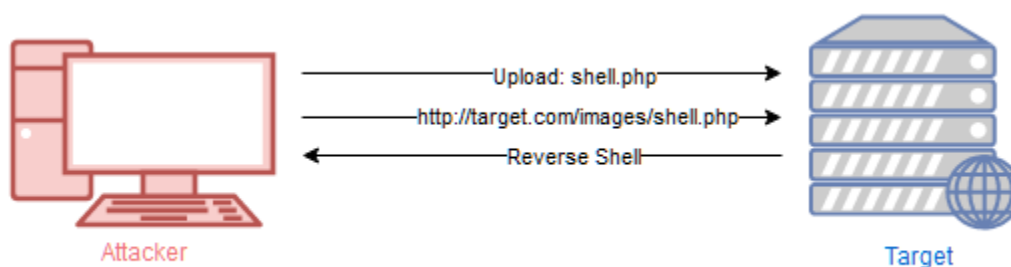 Upload: shell.php
http://target.com/images/shell.php
Reverse Shell
Attacker
Target